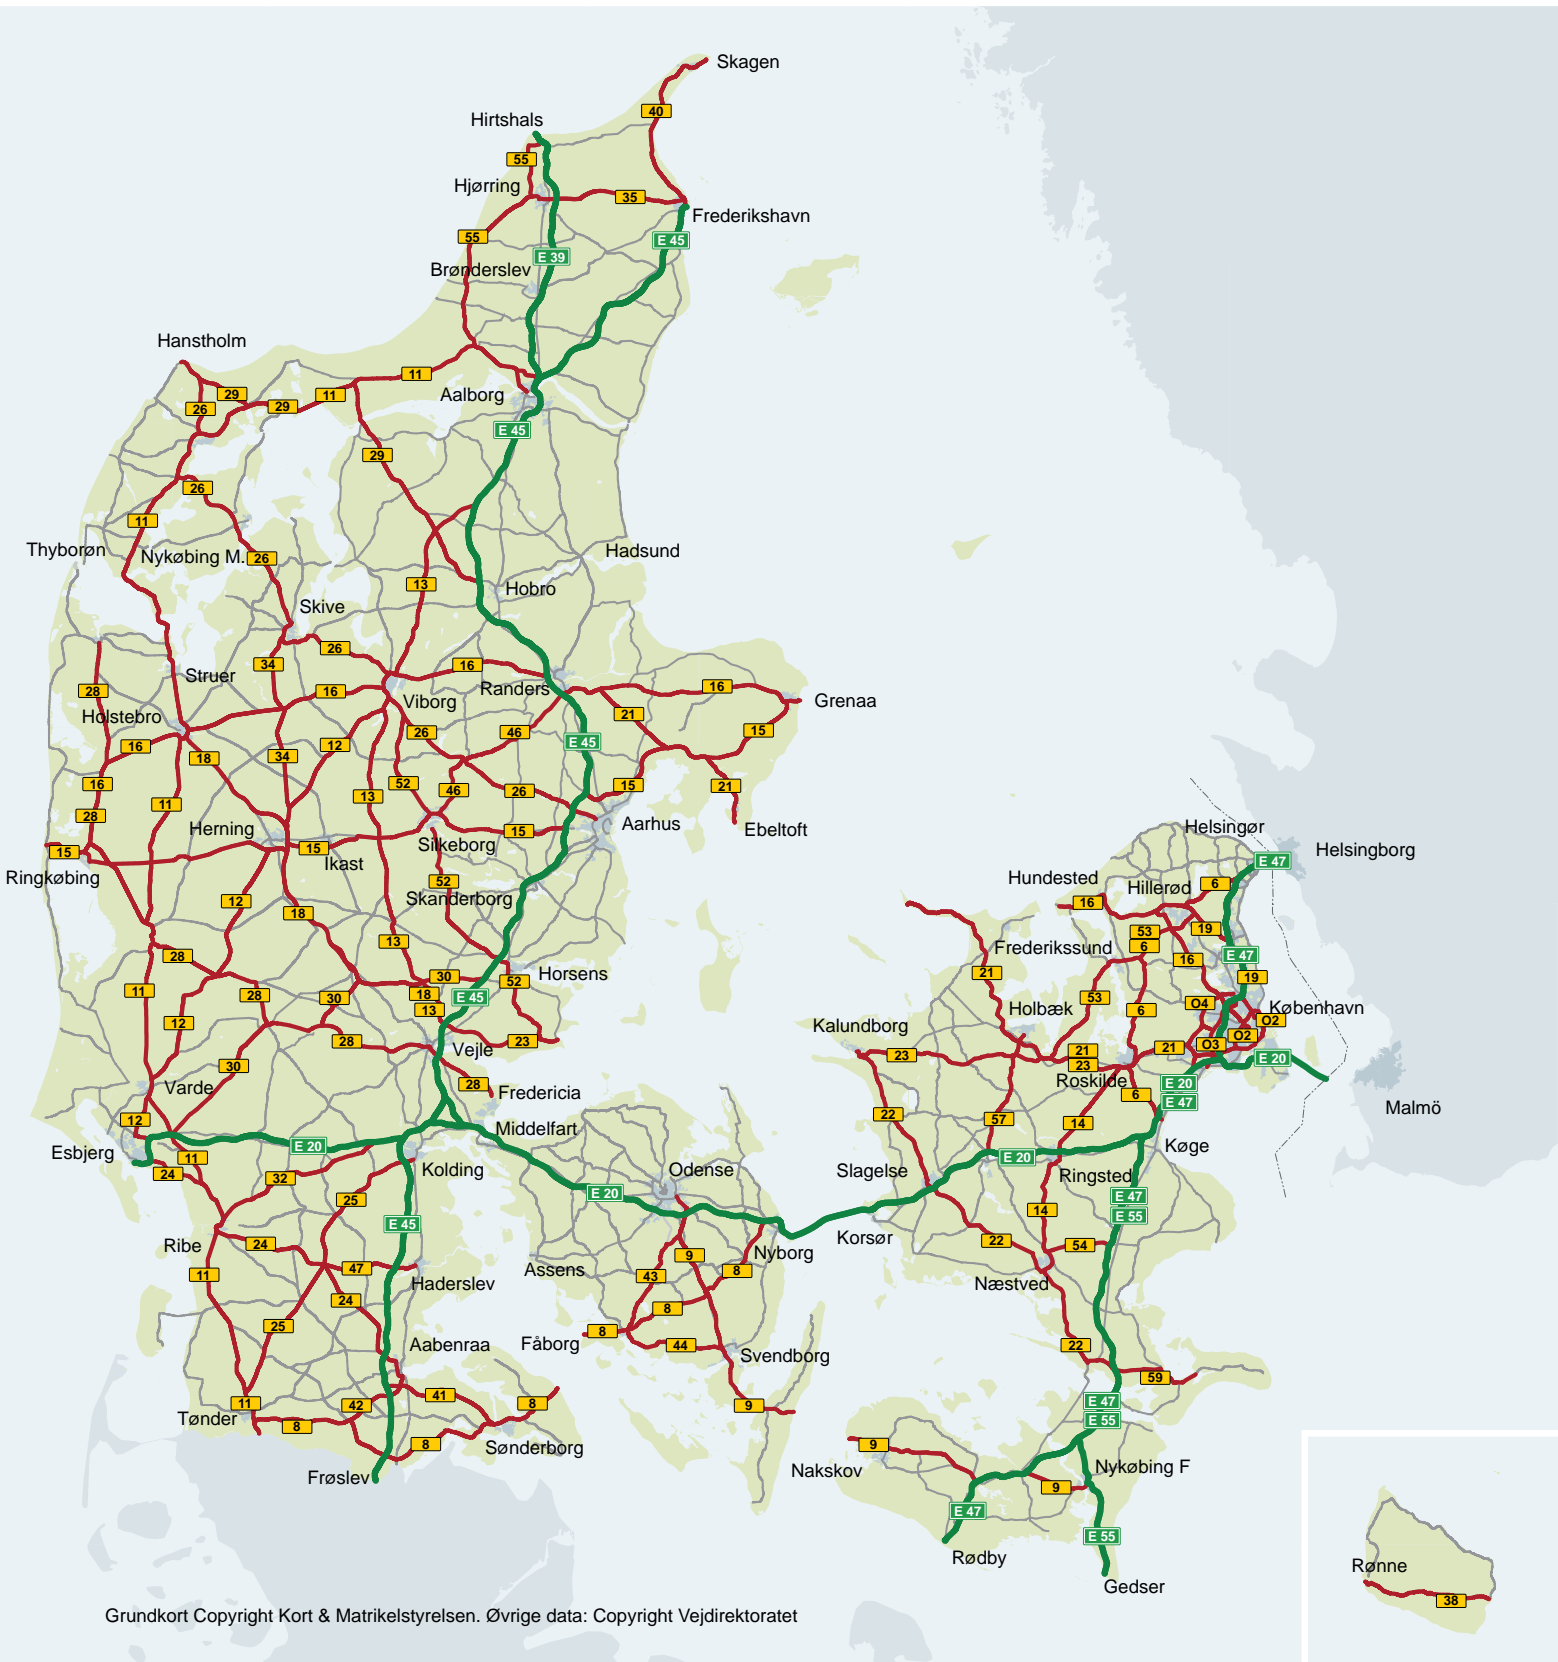 Skagen
40
Hirtshals
55
Hjørring
35
Frederikshavn
55
E 45
E 39
Brønderslev
Hanstholm
11
29
11
26
29
Aalborg
E 45
29
26
11
Thyborøn
Nykøbing M.
26
Hadsund
13
Hobro
Skive
26
34
16
Struer
28
16
Randers
16
Viborg
Grenaa
21
Holstebro
26
46
15
16
12
E 45
18
34
16
52
46
26
15
21
13
11
28
Herning
Aarhus
Ebeltoft
15
Silkeborg
15
15
Ikast
Ringkøbing
52
Skanderborg
12
18
13
28
30
Horsens
52
11
28
30
18
E 45
13
12
28
23
Vejle
30
28
Varde
Fredericia
12
Middelfart
Esbjerg
E 20
11
24
Kolding
32
25
E 20
Odense
E 45
Ribe
24
Nyborg
9
47
Assens
8
11
Haderslev
43
24
8
25
8
Fåborg
44
Aabenraa
Svendborg
41
11
42
8
9
Tønder
8
8
Sønderborg
Frøslev
Helsingør
Helsingborg
E 47
Hundested
Hillerød
6
16
53
19
6
Frederikssund
E 47
16
21
19
53
O4
6
Holbæk
København
O2
Kalundborg
O2
O3
21
21
23
E 20
23
Roskilde
E 20
6
E 47
Malmö
22
57
14
Køge
E 20
Slagelse
Ringsted
E 47
14
E 55
Korsør
22
54
Næstved
22
59
E 47
E 55
9
Nakskov
Nykøbing F
9
E 47
E 55
Rødby
Gedser
Rønne
38
Grundkort Copyright Kort & Matrikelstyrelsen. Øvrige data: Copyright Vejdirektoratet